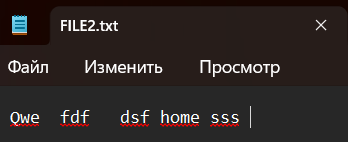 FILE2.txt
Файл Изменить Просмотр
Qwe  fdf   dsf home sss